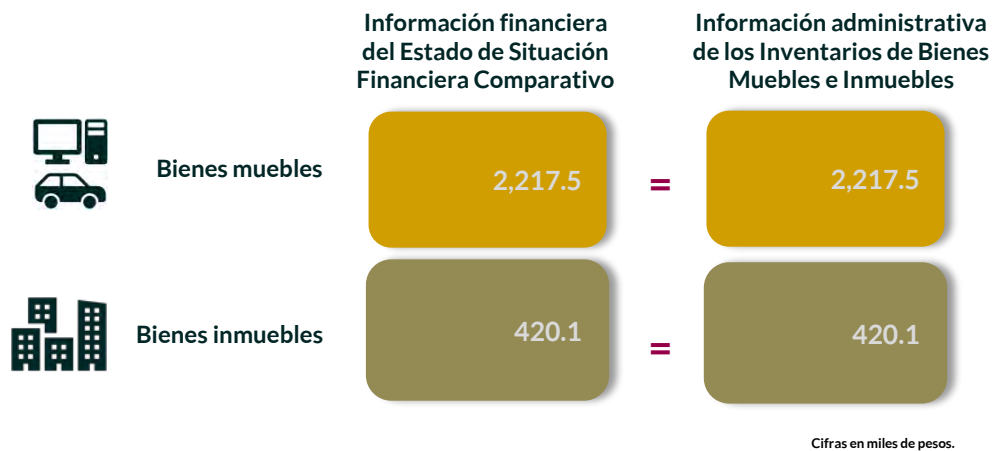 Información financiera
del Estado de Situación
Financiera Comparativo
Información administrativa
de los Inventarios de Bienes
Muebles e Inmuebles
Bienes muebles
2,217.5
=
2,217.5
Bienes inmuebles
420.1
=
420.1
Cifras en miles de pesos.